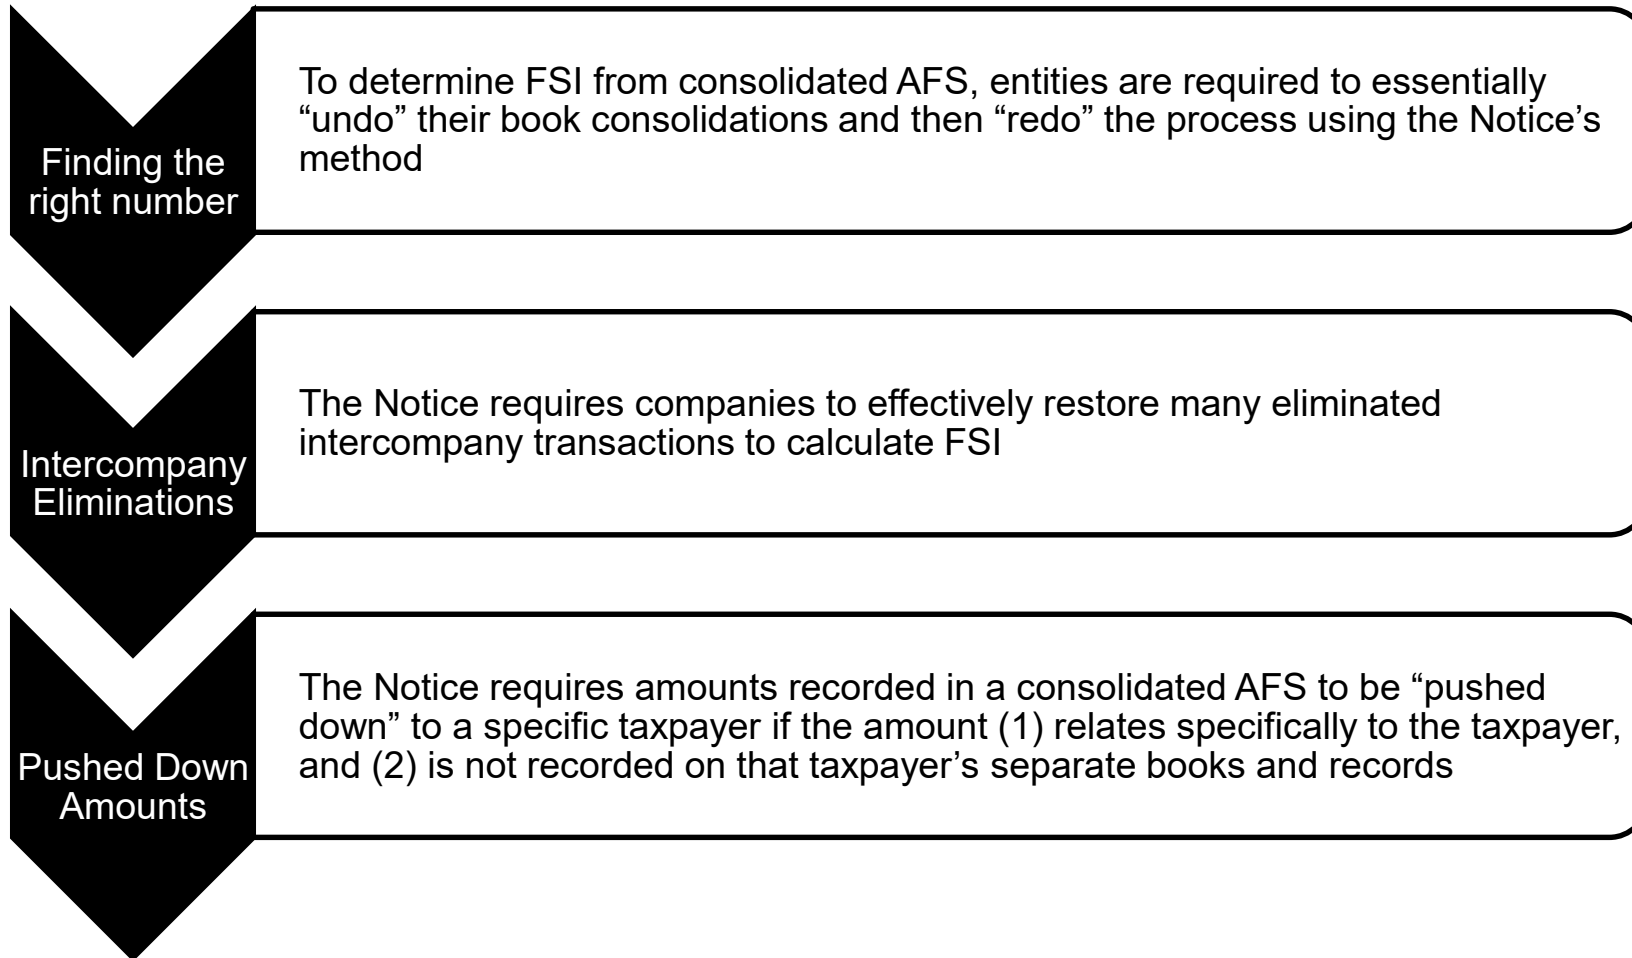 Finding the
right number
To determine FSI from consolidated AFS, entities are required to essentially
“undo” their book consolidations and then “redo” the process using the Notice’s
method
Intercompany
Eliminations
The Notice requires companies to effectively restore many eliminated
intercompany transactions to calculate FSI
Pushed Down
Amounts
The Notice requires amounts recorded in a consolidated AFS to be “pushed
down” to a specific taxpayer if the amount (1) relates specifically to the taxpayer,
and (2) is not recorded on that taxpayer’s separate books and records